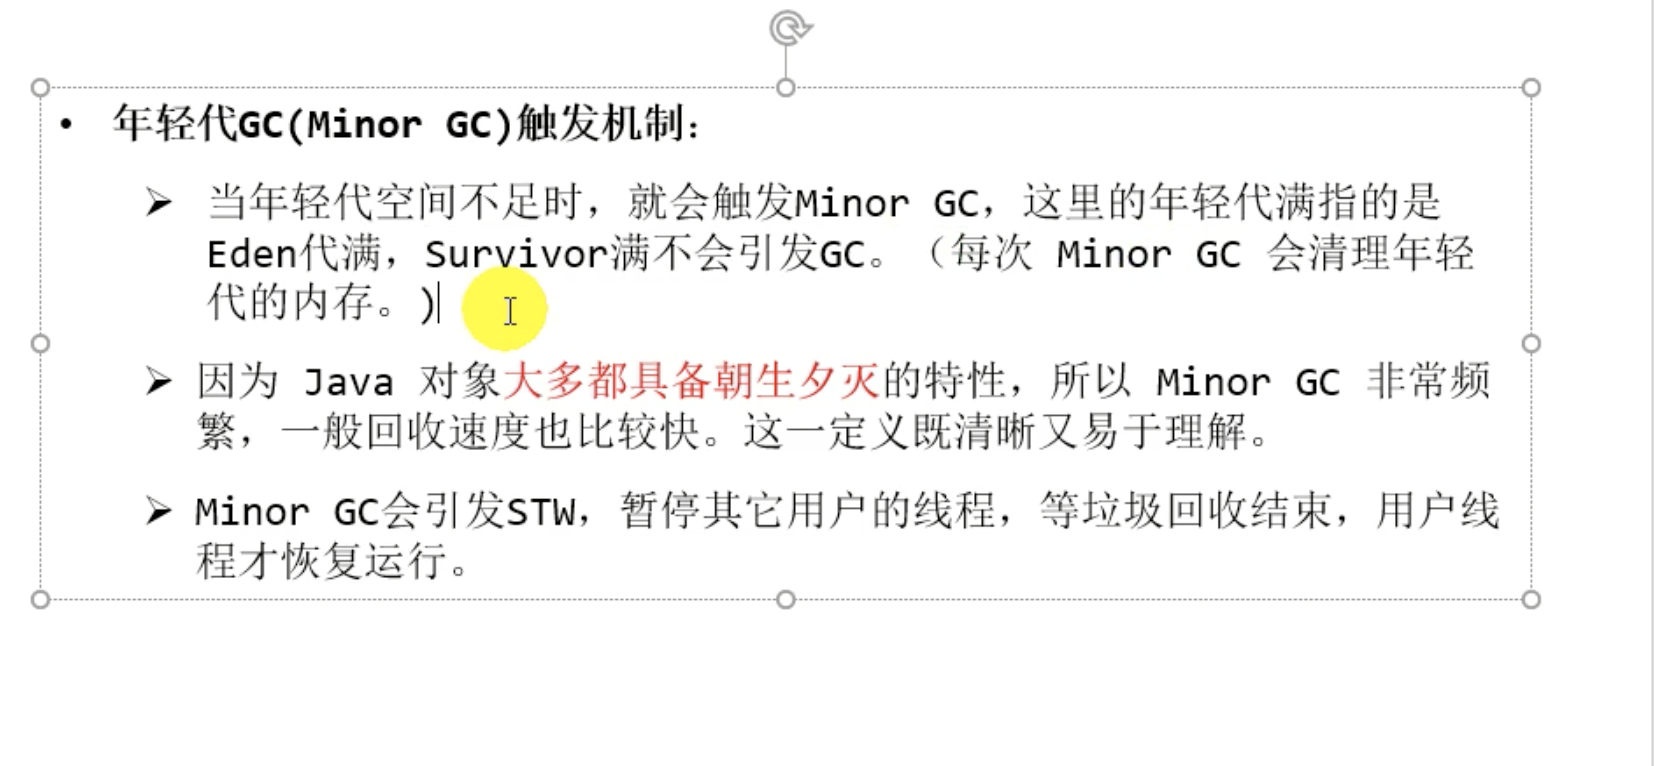 • 年轻代GC(Minor GC)触发机制：
➢ 当年轻代空间不足时，就会触发Minor GC，这里的年轻代满指的是
Eden代满，Survivor满不会引发GC。（每次 Minor GC 会清理年轻
代的内存。)
➢ 因为 Java 对象大多都具备朝生夕灭的特性，所以 Minor GC 非常频
繁，一般回收速度也比较快。这一定义既清晰又易于理解。
➢ Minor GC会引发STW，暂停其它用户的线程，等垃圾回收结束，用户线
程才恢复运行。